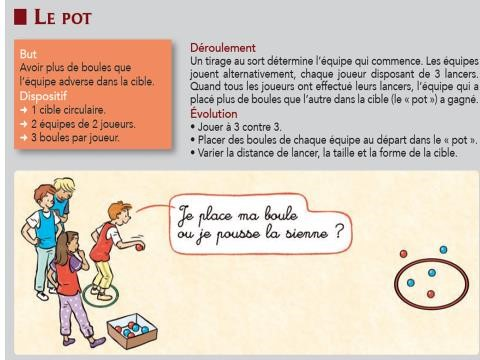 LE POT
But
Avoir plus de boules que
l'équipe adverse dans la cible.
Dispositif
➔ 1 cible circulaire.
➔ 2 équipes de 2 joueurs.
➔ 3 boules par joueur.
Déroulement
Un tirage au sort détermine l'équipe qui commence. Les équipes
jouent alternativement, chaque joueur disposant de 3 lancers.
Quand tous les joueurs ont effectué leurs lancers, l'équipe qui a
placé plus de boules que l'autre dans la cible (le « pot ») a gagné.
Évolution
• Jouer à 3 contre 3.
• Placer des boules de chaque équipe au départ dans le « pot ».
• Varier la distance de lancer, la taille et la forme de la cible.
Je place ma boule
ou je pousse la sienne ?